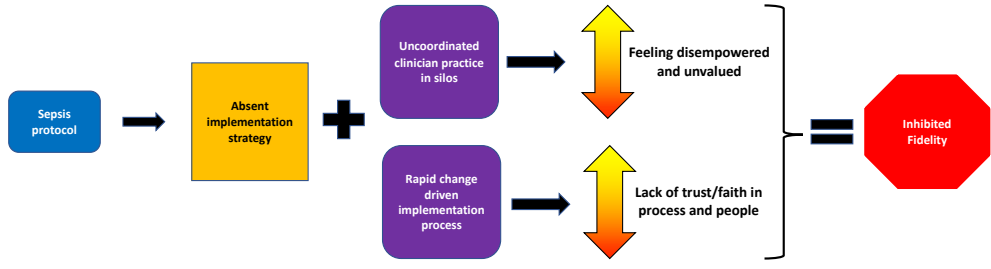 Sepsis
protocol
Absent
implementation
strategy
Uncoordinated
clinician practice
in silos
Feeling disempowered
and unvalued
Rapid change
driven
implementation
process
Lack of trust/faith in
process and people
Inhibited
Fidelity